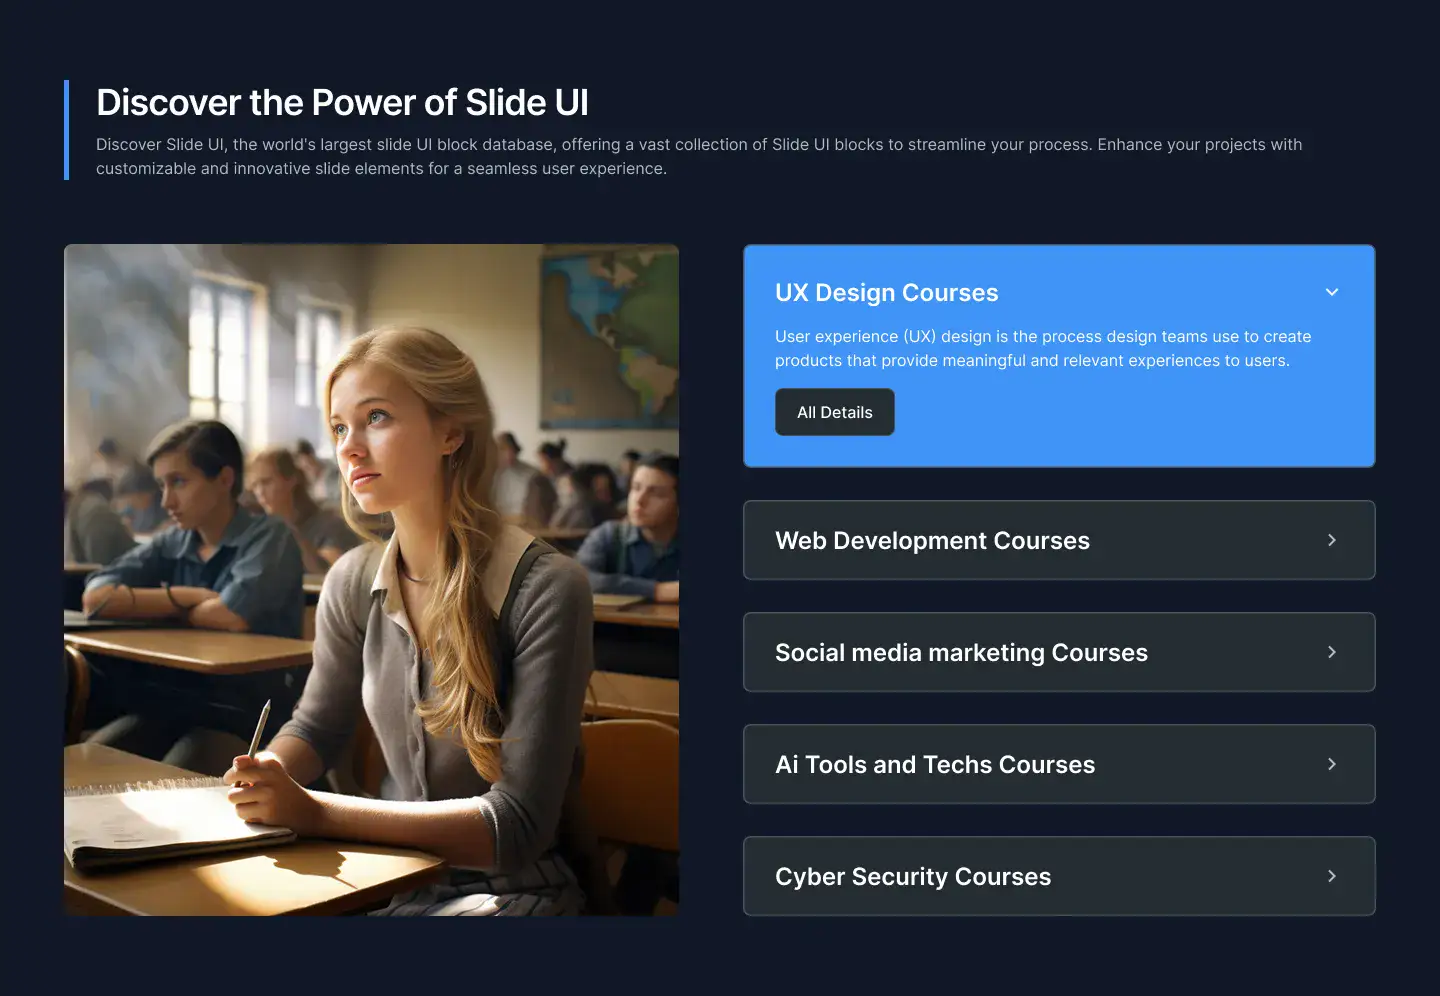 Discover the Power of Slide UI
Discover Slide UI, the world's largest slide UI block database, offering a vast collection of Slide UI blocks to streamline your process. Enhance your projects with
customizable and innovative slide elements for a seamless user experience.
UX Design Courses
User experience (UX) design is the process design teams use to create
products that provide meaningful and relevant experiences to users.
All Details
Web Development Courses
Social media marketing Courses
Ai Tools and Techs Courses
Cyber Security Courses